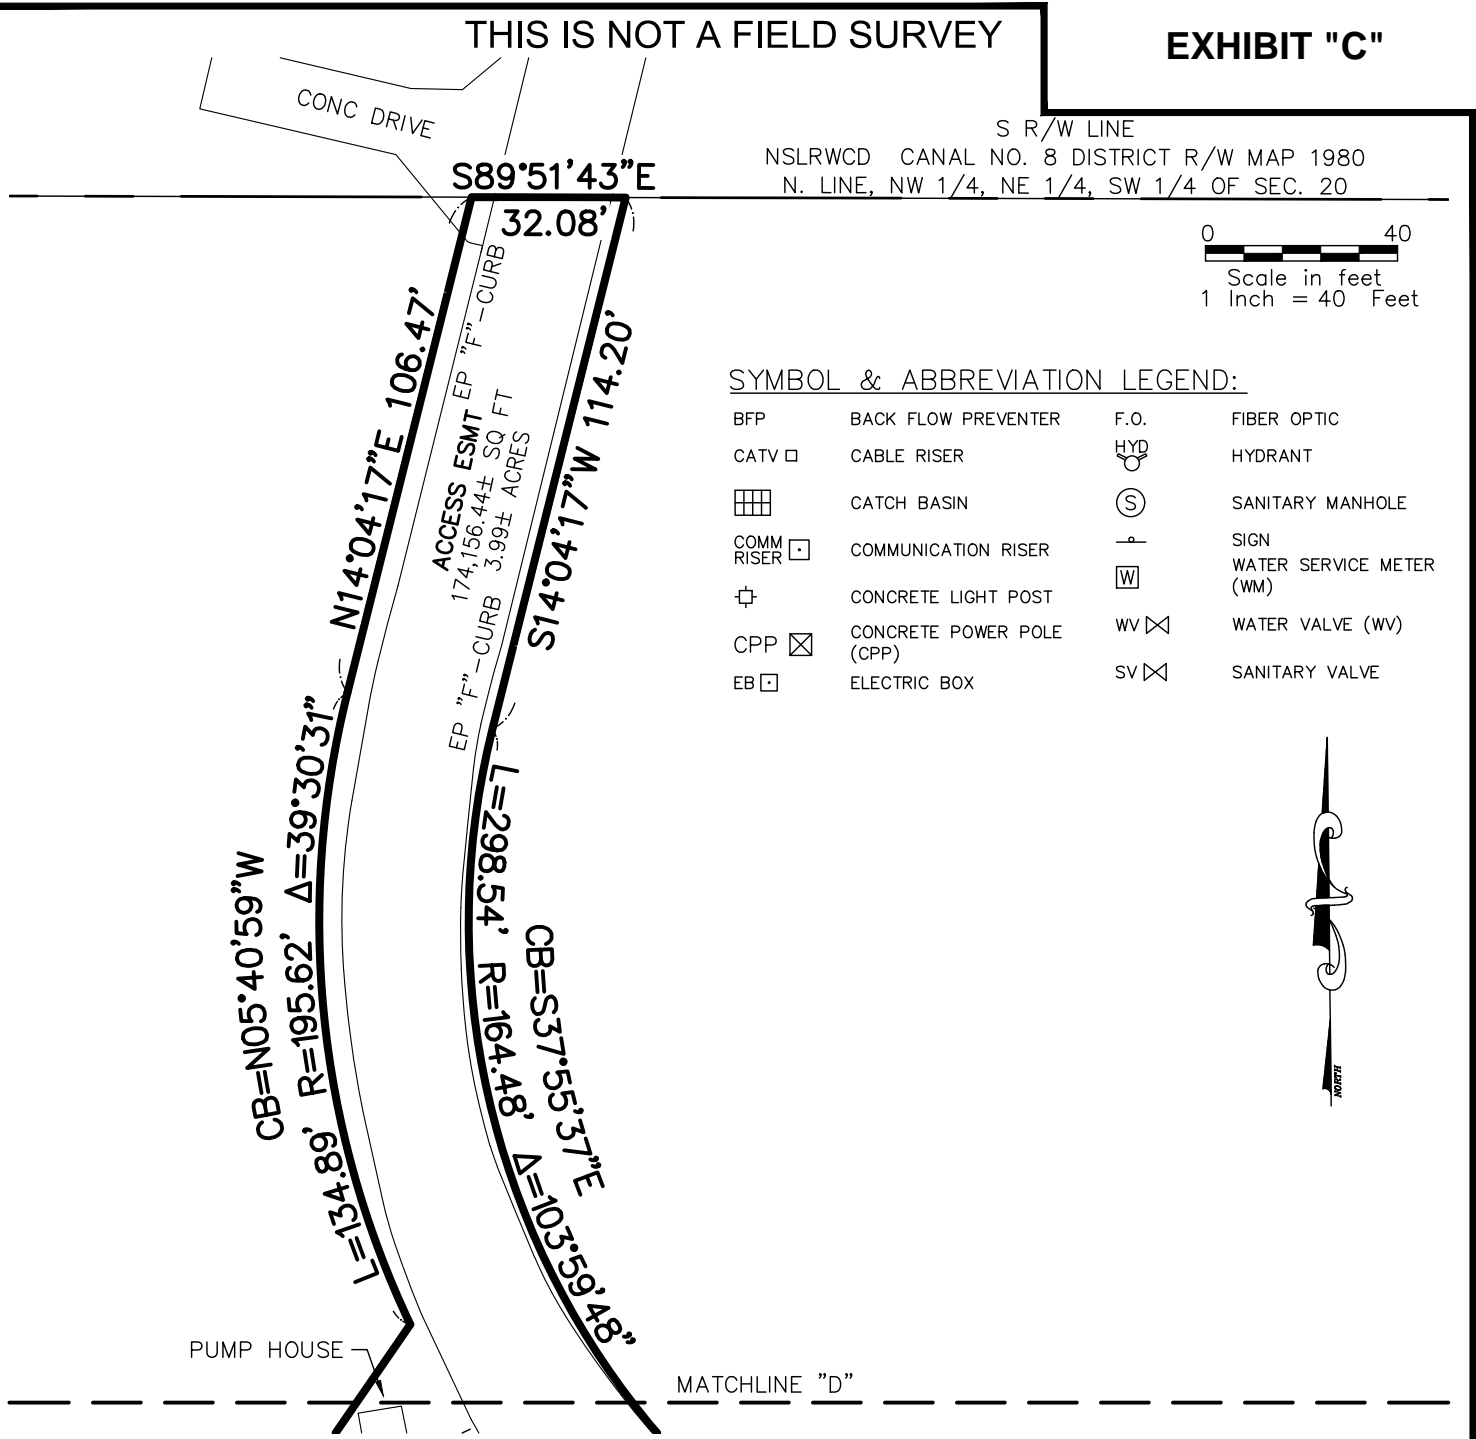 THIS IS NOT A FIELD SURVEY
EXHIBIT "C"
CONC DRIVE
S R/W LINE
NSLRWCD CANAL NO. 8 DISTRICT R/W MAP 1980
N. LINE, NW 1/4, NE 1/4, SW 1/4 OF SEC. 20
S89°51'43"E
32.08'
0 40
Scale in feet
1 Inch = 40 Feet
N14°04'17"E 106.47'
EP "F"-CURB
ACCESS ESMT
174,156.44± SQ FT
3.99± ACRES
EP "F"-CURB
S14°04'17"W 114.20'
SYMBOL & ABBREVIATION LEGEND:
BFP BACK FLOW PREVENTER
CATV CABLE RISER
CATCH BASIN
COMM
RISER COMMUNICATION RISER
CONCRETE LIGHT POST
CPP CONCRETE POWER POLE
(CPP)
EB ELECTRIC BOX
F.O. FIBER OPTIC
HYD HYDRANT
S SANITARY MANHOLE
SIGN
W WATER SERVICE METER
(WM)
WV WATER VALVE (WV)
SV SANITARY VALVE
CB=N05°40'59"W
L=134.89' R=195.62' Δ=39°30'31"
L=298.54' R=164.48' Δ=103°59'48"
CB=S37°55'37"E
NORTH
PUMP HOUSE
MATCHLINE "D"